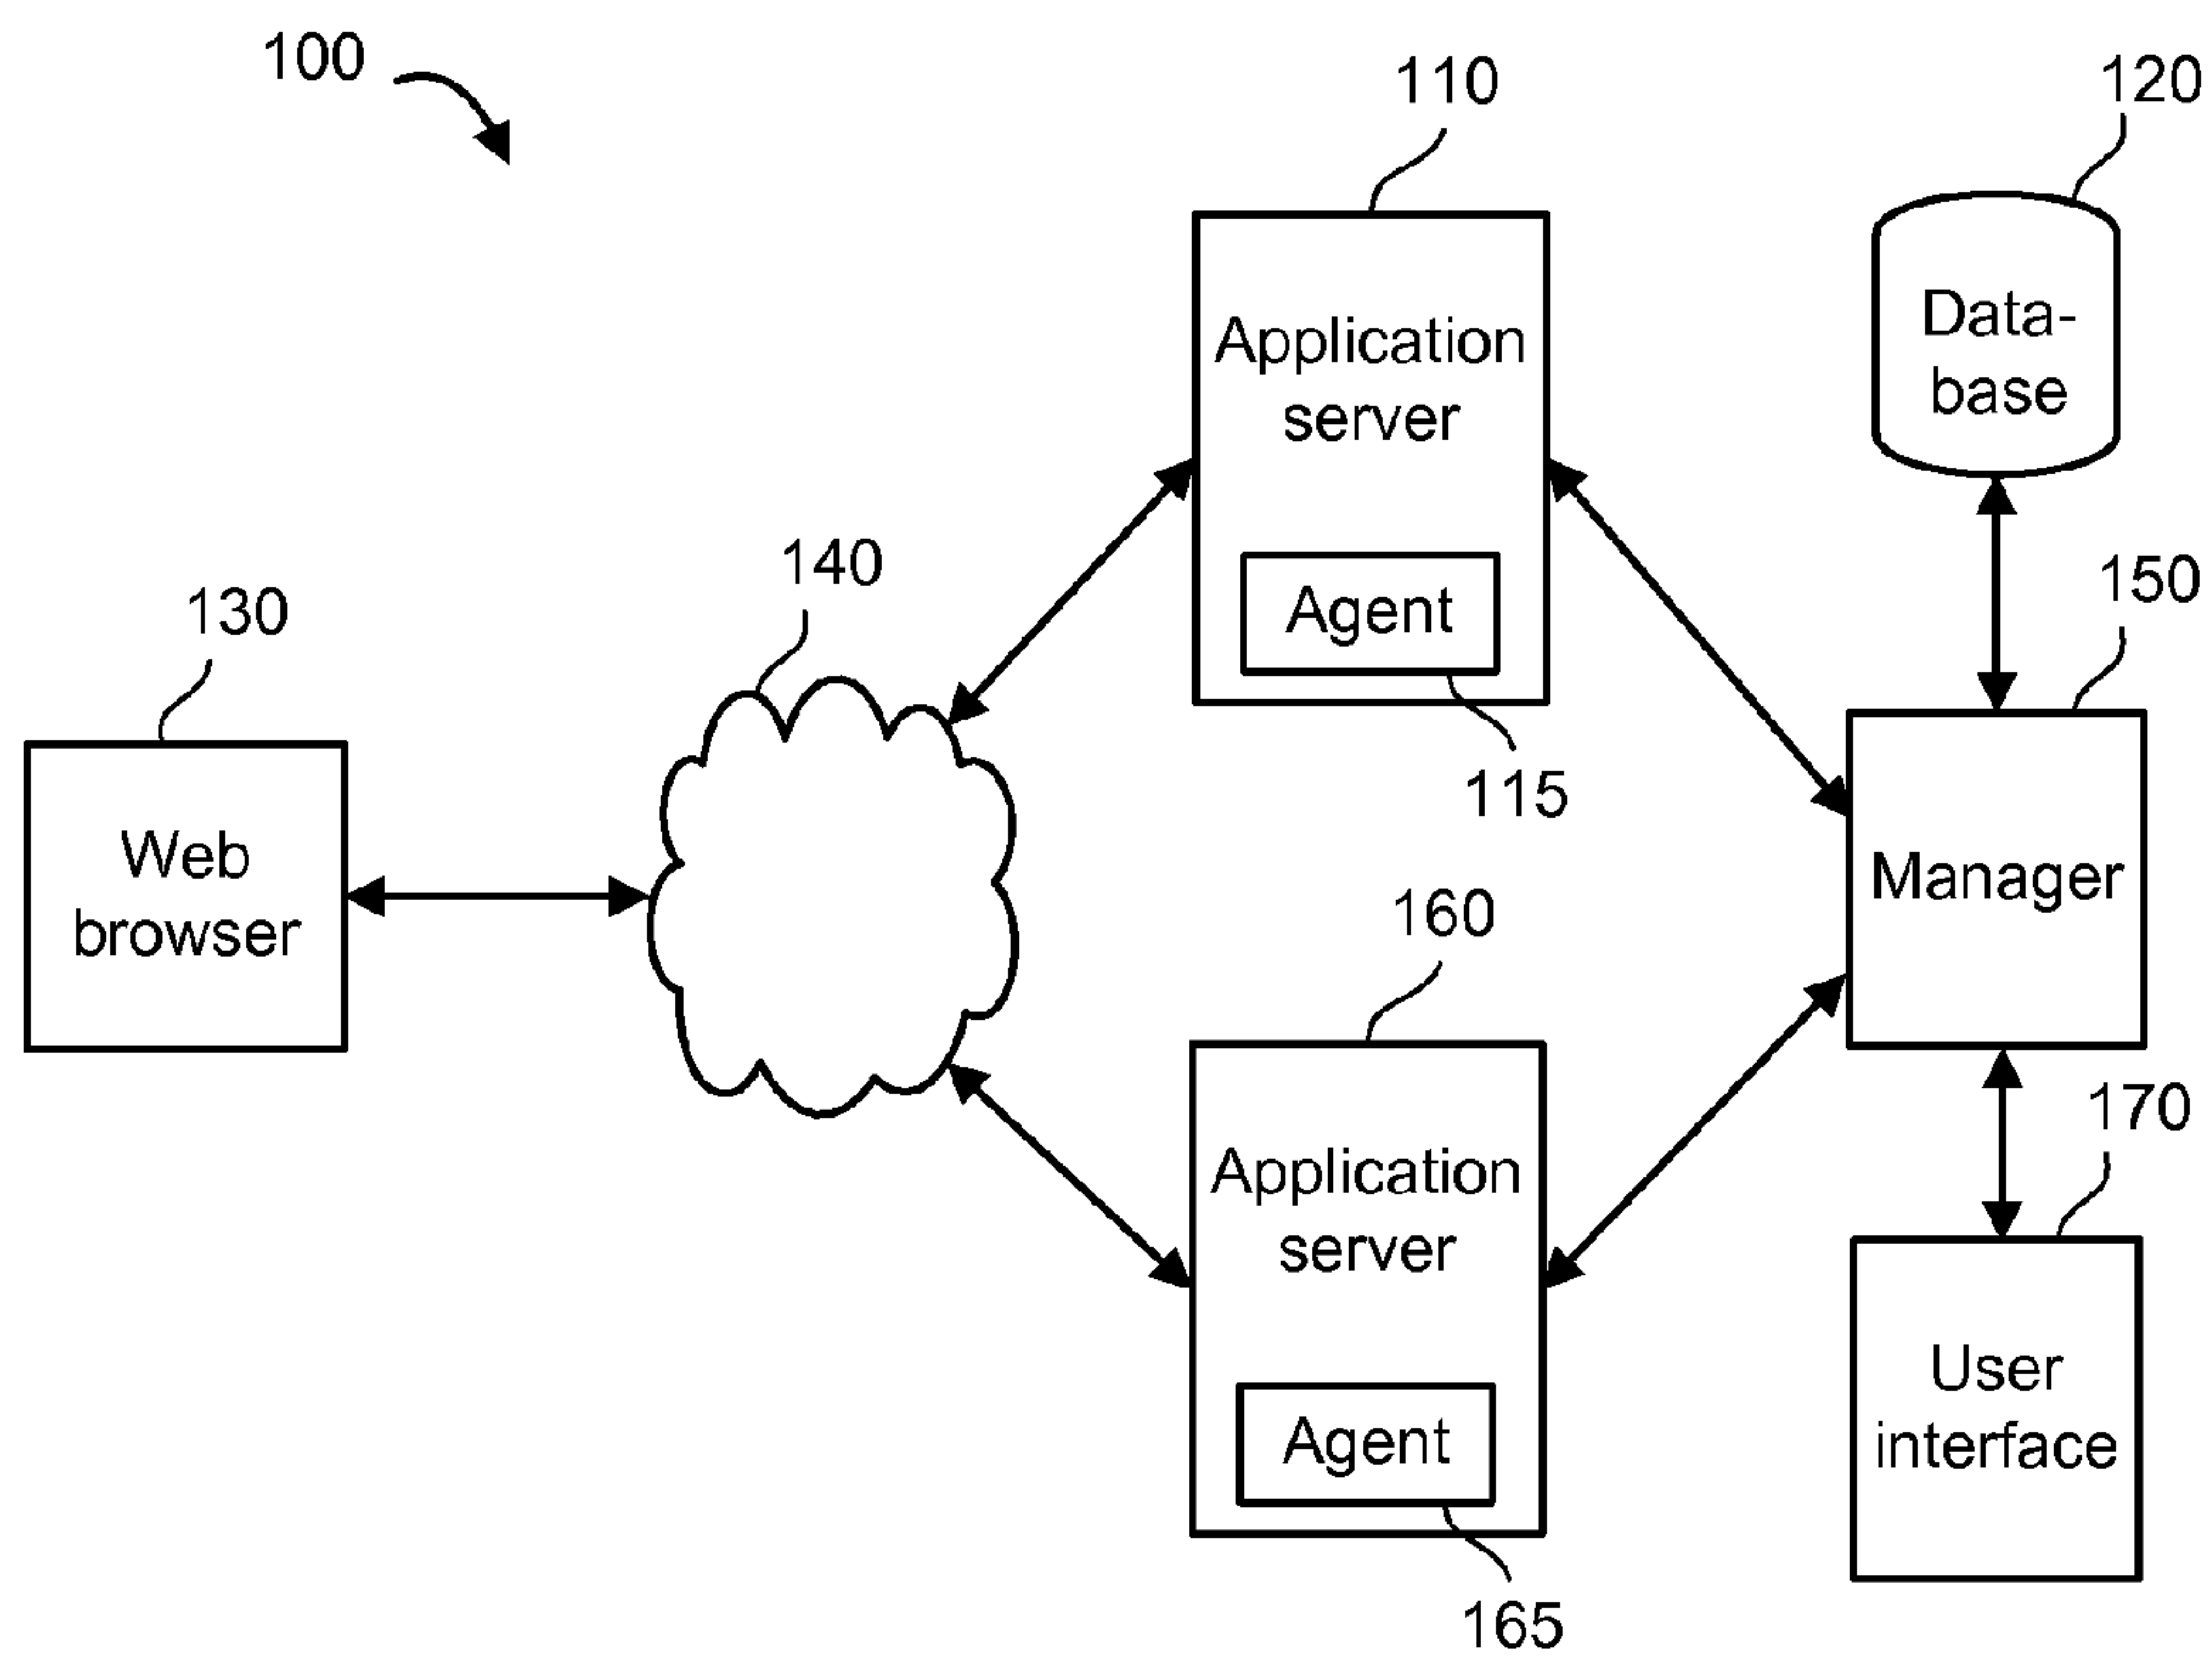 100
110
120
Application
server
Data-
base
140
150
130
Agent
115
Web
browser
Manager
160
170
Application
server
User
interface
Agent
165